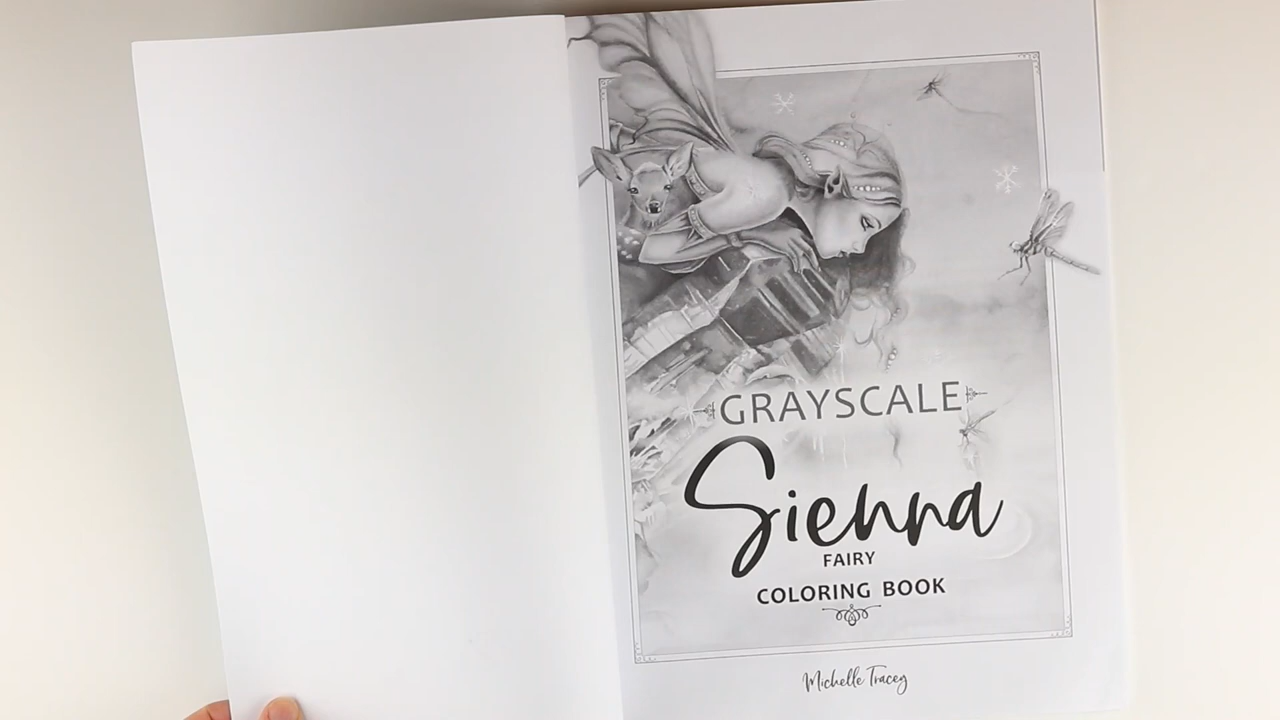 GRAYSCALE
Sienna
FAIRY
COLORING BOOK
Michelle Tracey